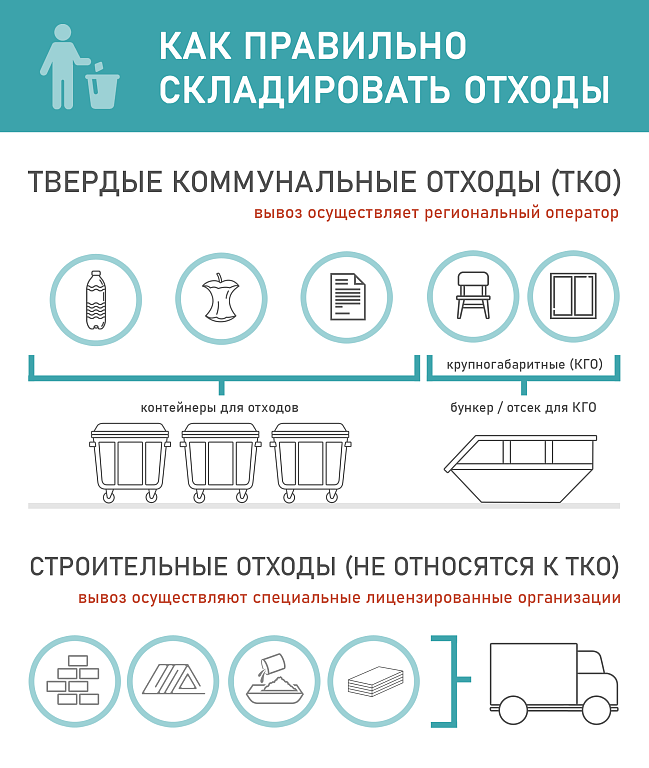 КАК ПРАВИЛЬНО
СКЛАДИРОВАТЬ ОТХОДЫ
ТВЕРДЫЕ КОММУНАЛЬНЫЕ ОТХОДЫ (ТКО)
вывоз осуществляет региональный оператор
крупногабаритные (КГО)
контейнеры для отходов
бункер / отсек для КГО
СТРОИТЕЛЬНЫЕ ОТХОДЫ (НЕ ОТНОСЯТСЯ К ТКО)
вывоз осуществляют специальные лицензированные организации